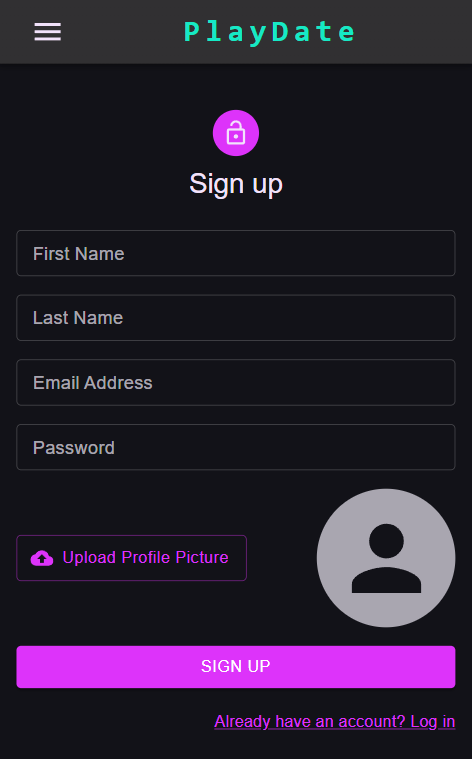 PlayDate
Sign up
First Name
Last Name
Email Address
Password
Upload Profile Picture
SIGN UP
Already have an account? Log in